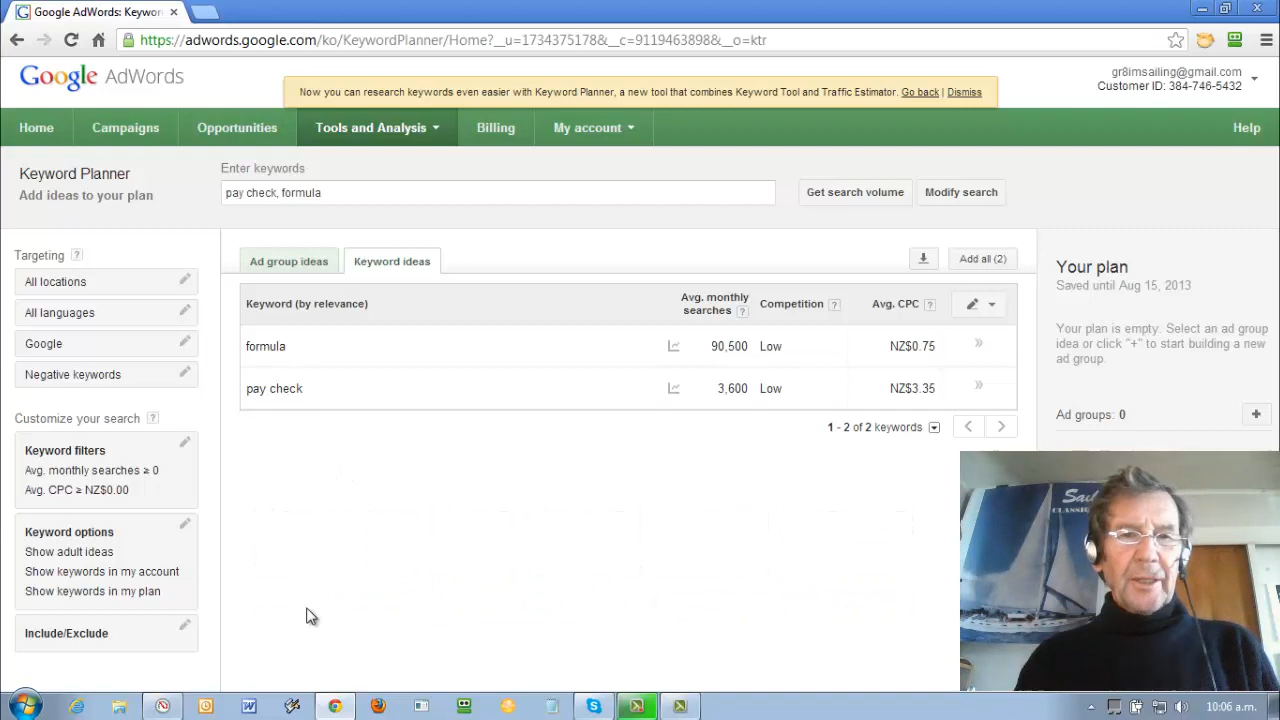 Google AdWords: Keywor
https://adwords.google.com/ko/KeywordPlanner/Home?__u=1734375178&__c=9119463898&__o=ktr
Google AdWords
Now you can research keywords even easier with Keyword Planner, a new tool that combines Keyword Tool and Traffic Estimator. Go back | Dismiss
gr8imsailing@gmail.com
Customer ID: 384-746-5432
Home Campaigns Opportunities Tools and Analysis Billing My account Help
Keyword Planner
Add ideas to your plan
Enter keywords
pay check, formula
Get search volume Modify search
Targeting ?
All locations
All languages
Google
Negative keywords
Customize your search ?
Keyword filters
Avg. monthly searches ≥ 0
Avg. CPC ≥ NZ$0.00
Keyword options
Show adult ideas
Show keywords in my account
Show keywords in my plan
Include/Exclude
Ad group ideas Keyword ideas
Add all (2)
Keyword (by relevance) Avg. monthly searches ? Competition ? Avg. CPC ?
formula 90,500 Low NZ$0.75 »
pay check 3,600 Low NZ$3.35 »
1 - 2 of 2 keywords
Your plan
Saved until Aug 15, 2013
Your plan is empty. Select an ad group
idea or click "+" to start building a new
ad group.
Ad groups: 0 +
Sail
CLASSIC
10:06 a.m.